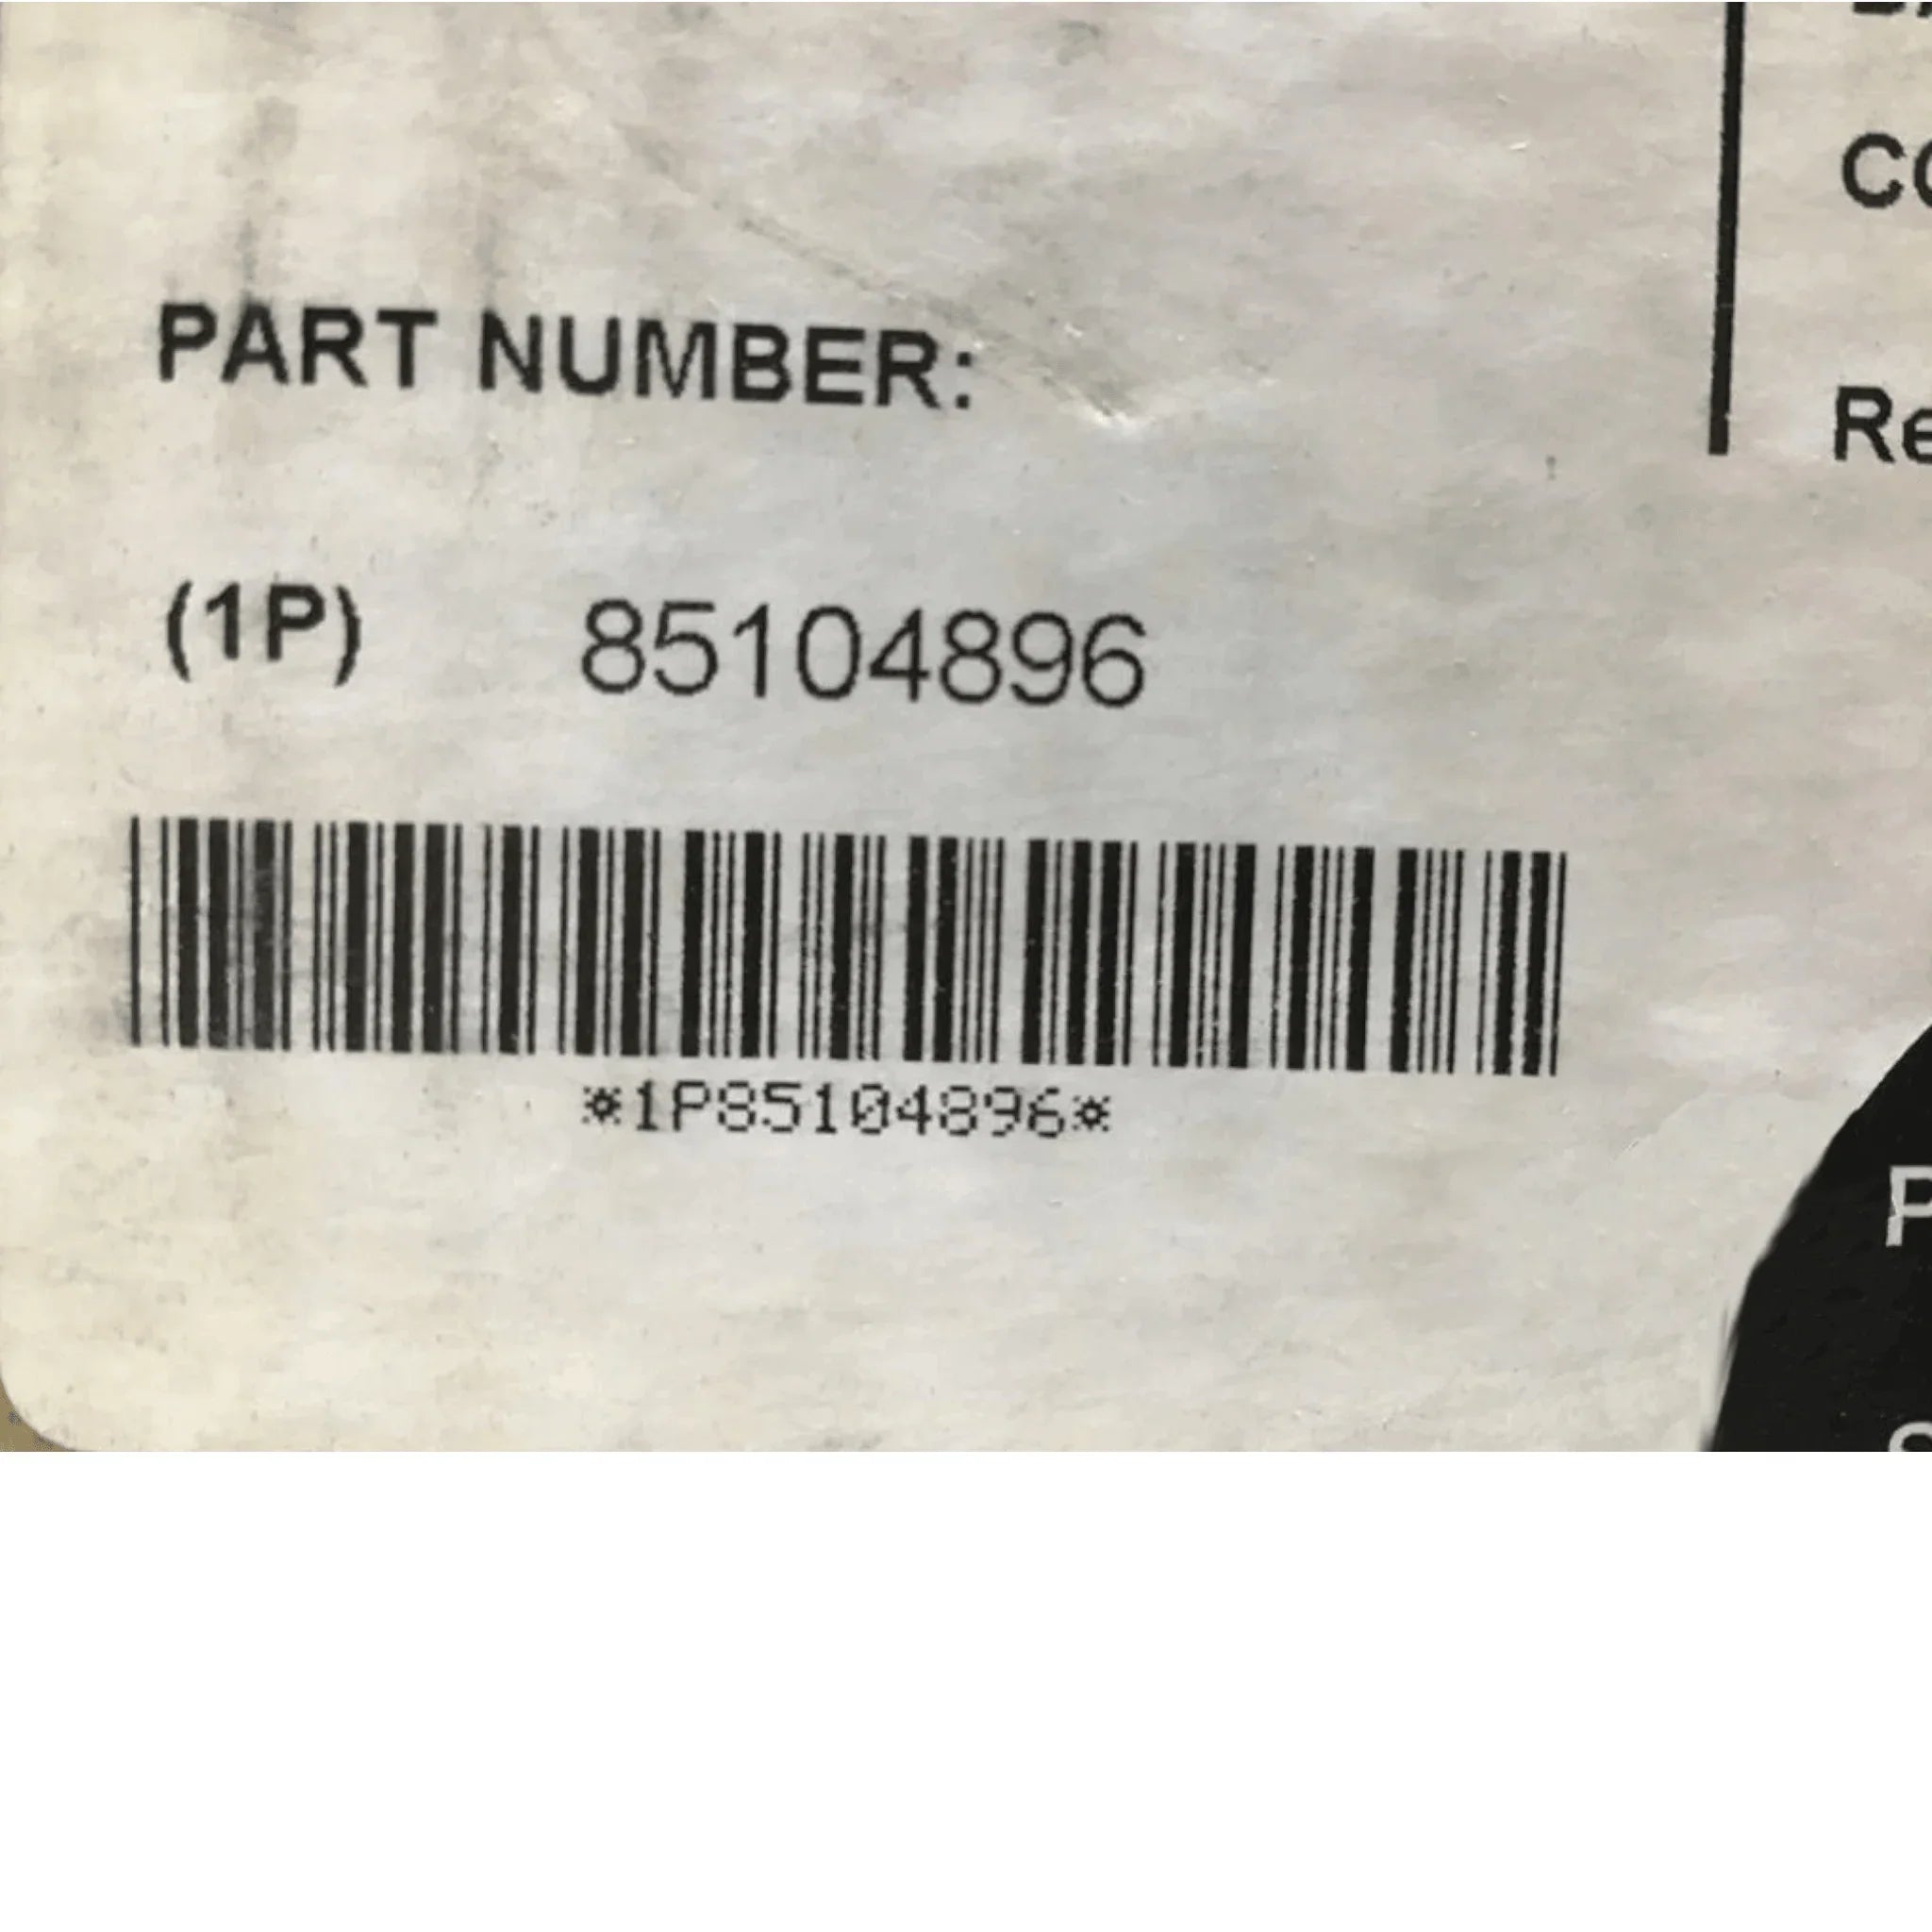 CO
PART NUMBER:
Re
(1P) 85104896
*1P85104896*
P